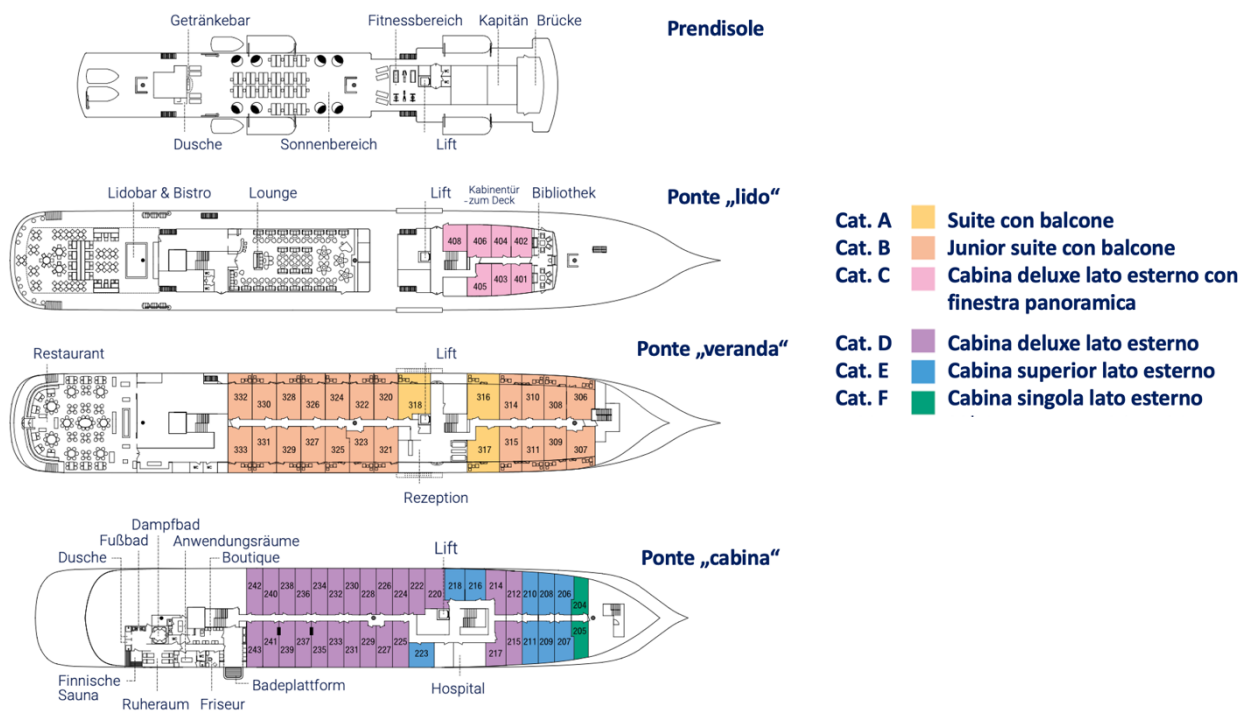 Getränkebar
Fitnessbereich
Kapitän
Brücke
Prendisole
Dusche
Sonnenbereich
Lift
Lidobar & Bistro
Lounge
Lift
Kabinentür
-zum Deck
Bibliothek
Ponte „lido“
408 406 404 402
405 403 401
Cat. A Suite con balcone
Cat. B Junior suite con balcone
Cat. C Cabina deluxe lato esterno con
finestra panoramica
Cat. D Cabina deluxe lato esterno
Cat. E Cabina superior lato esterno
Cat. F Cabina singola lato esterno
Restaurant
Lift
Ponte „veranda“
332 330 328 326 324 322 320 318 316 314 310 308 306
333 331 329 327 325 323 321 317 315 311 309 307
Rezeption
Dampfbad
Fußbad
Anwendungsräume
Dusche
Boutique
Lift
Ponte „cabina“
242 240 238 236 234 232 230 228 226 224 222 220 218 216 214 212 210 208 206 204
243 241 239 237 235 233 231 229 227 225 223 217 215 211 209 207 205
Finnische
Sauna
Ruheraum
Friseur
Badeplattform
Hospital